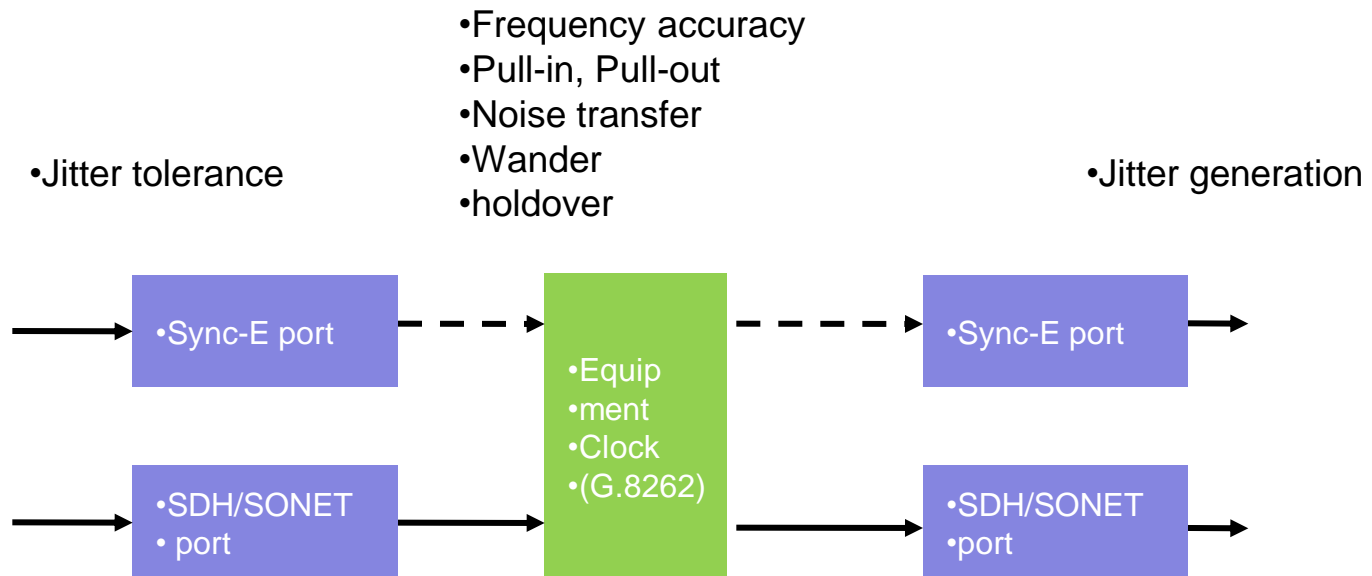 •Frequency accuracy
•Pull-in, Pull-out
•Noise transfer
•Wander
•holdover
•Jitter tolerance
•Jitter generation
•Sync-E port
•Equip
•ment
•Clock
•(G.8262)
•Sync-E port
•SDH/SONET
• port
•SDH/SONET
•port